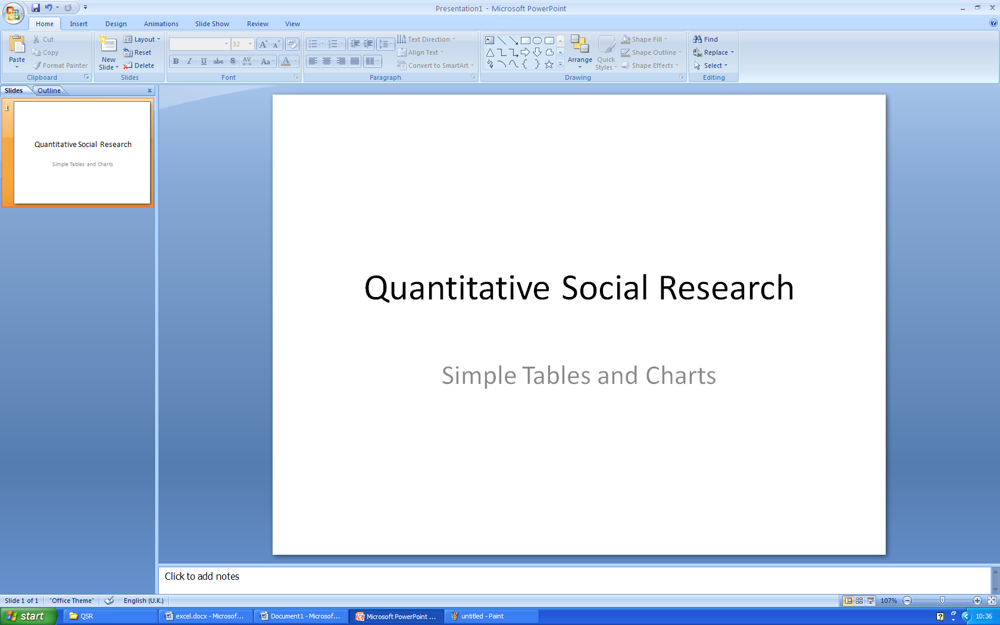 Presentation1 - Microsoft PowerPoint
Home Insert Design Animations Slide Show Review View
Paste
Cut
Copy
Format Painter
Clipboard
New
Slide
Layout
Reset
Delete
Slides
32
B I U abc S AV Aa A
Font
Text Direction
Align Text
Convert to SmartArt
Paragraph
Arrange
Quick
Styles
Shape Fill
Shape Outline
Shape Effects
Drawing
Find
Replace
Select
Editing
Slides Outline x
1
Quantitative Social Research
Simple Tables and Charts
Quantitative Social Research
Simple Tables and Charts
Click to add notes
Slide 1 of 1 "Office Theme" English (U.K.) 107%
start QSR excel.docx - Microsof... Document1 - Microsof... Microsoft PowerPoint ... untitled - Paint 10:36